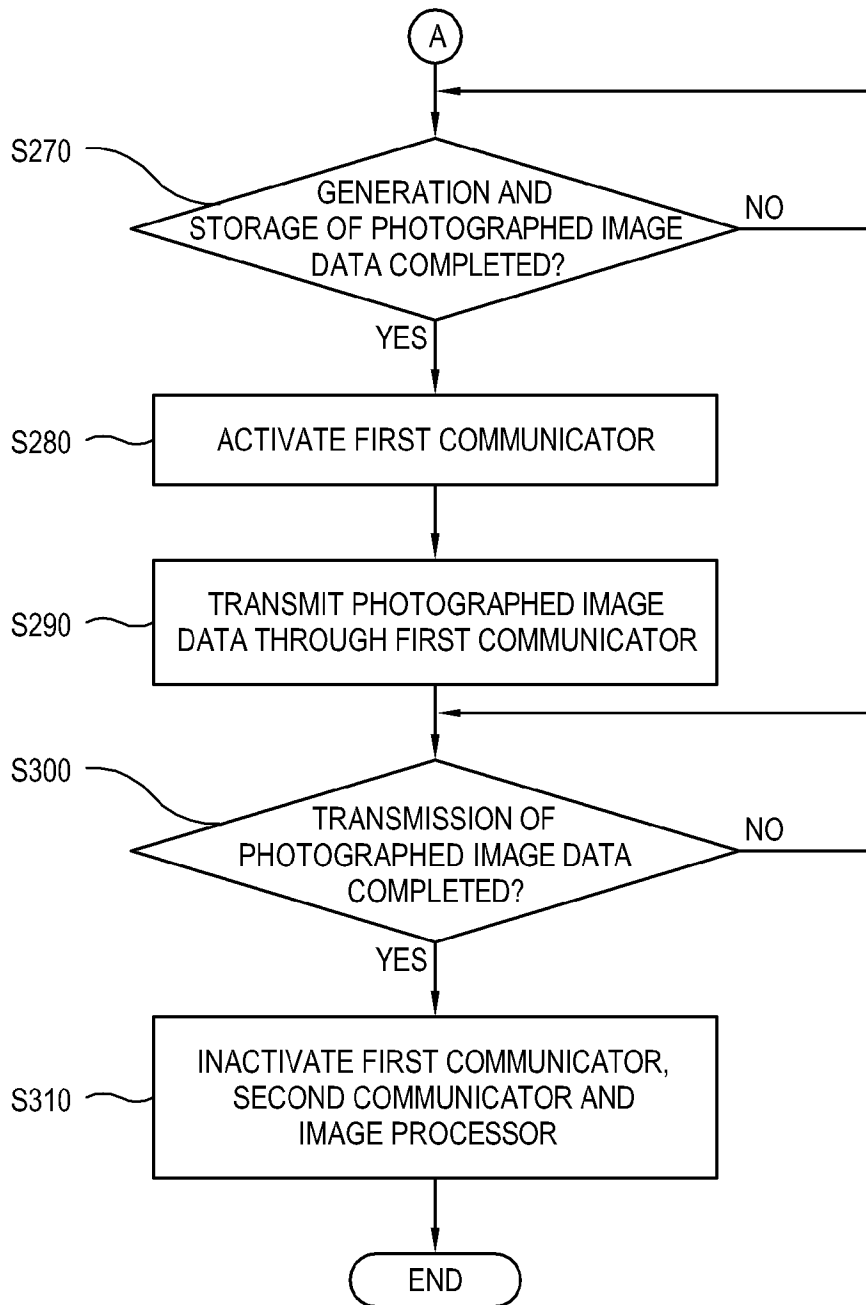 A
S270
GENERATION AND
STORAGE OF PHOTOGRAPHED IMAGE
DATA COMPLETED?
NO
YES
S280
ACTIVATE FIRST COMMUNICATOR
S290
TRANSMIT PHOTOGRAPHED IMAGE
DATA THROUGH FIRST COMMUNICATOR
S300
TRANSMISSION OF
PHOTOGRAPHED IMAGE DATA
COMPLETED?
NO
YES
S310
INACTIVATE FIRST COMMUNICATOR,
SECOND COMMUNICATOR AND
IMAGE PROCESSOR
END